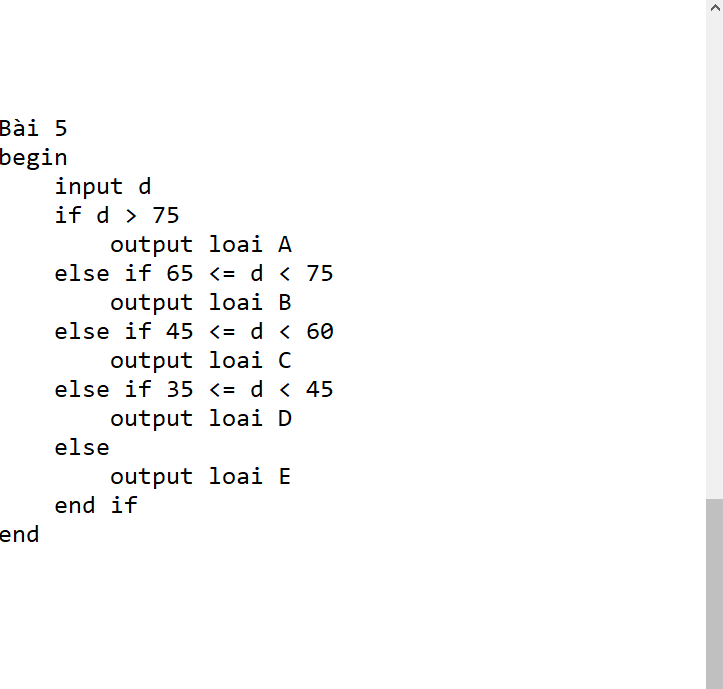 Bài 5
begin
    input d
    if d > 75
        output loai A
    else if 65 <= d < 75
        output loai B
    else if 45 <= d < 60
        output loai C
    else if 35 <= d < 45
        output loai D
    else
        output loai E
    end if
end